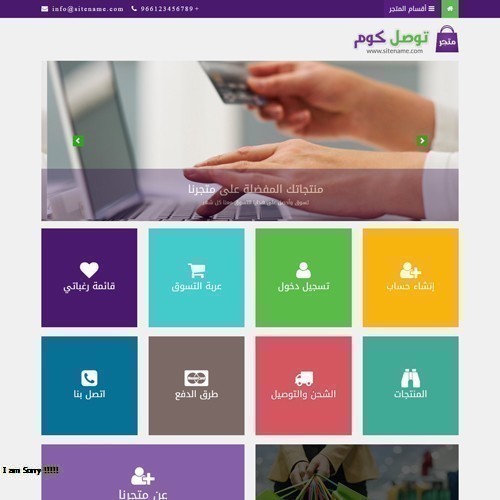 أقسام المتجر
info@sitename.com
966123456789+
توصل كوم
متجر
www.sitename.com
منتجاتك المفضلة على متجرنا
إنشاء حساب
تسجيل دخول
عربة التسوق
قائمة رغباتي
المنتجات
الشحن والتوصيل
طرق الدفع
اتصل بنا
I am Sorry !!!!!
عن متجرنا